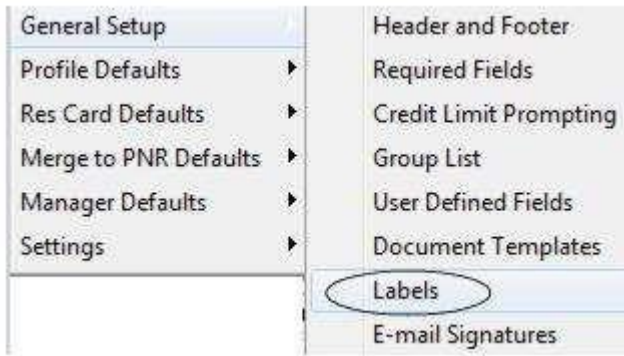 General Setup
Profile Defaults
Res Card Defaults
Merge to PNR Defaults
Manager Defaults
Settings
Header and Footer
Required Fields
Credit Limit Prompting
Group List
User Defined Fields
Document Templates
Labels
E-mail Signatures